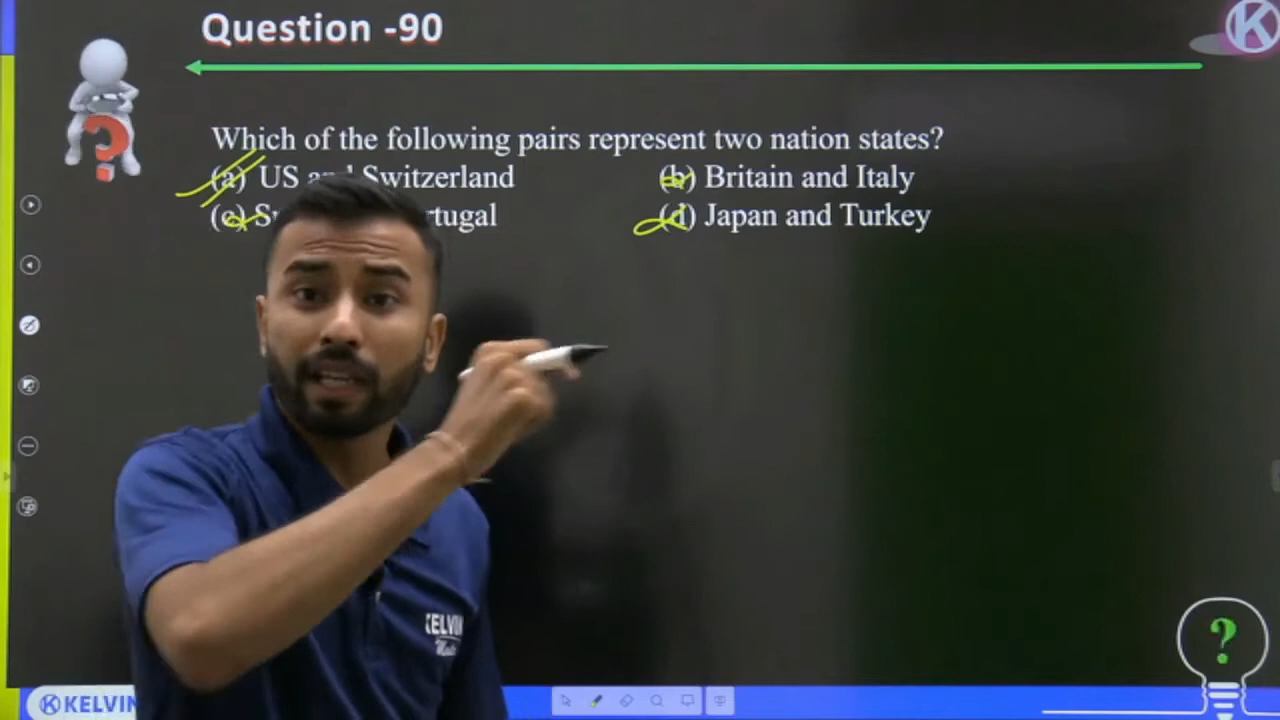 Question -90
Which of the following pairs represent two nation states?
(a) US and Switzerland
(b) Britain and Italy
(c)
(d) Japan and Turkey
KELVIN
KELVIN
K
?
?